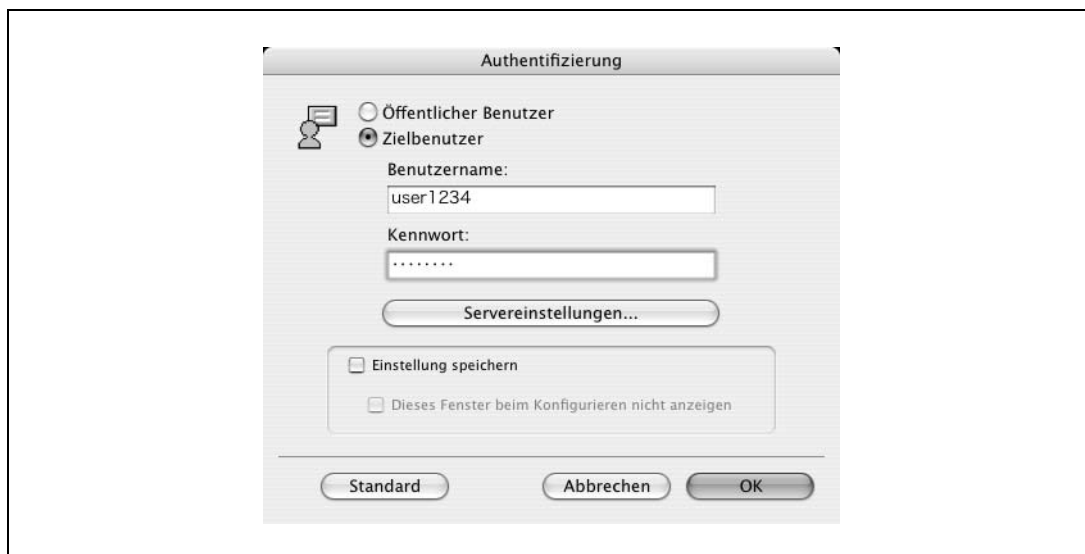 Authentifizierung
Öffentlicher Benutzer
Zielbenutzer
Benutzername:
user1234
Kennwort:
········
Servereinstellungen...
Einstellung speichern
Dieses Fenster beim Konfigurieren nicht anzeigen
Standard
Abbrechen
OK